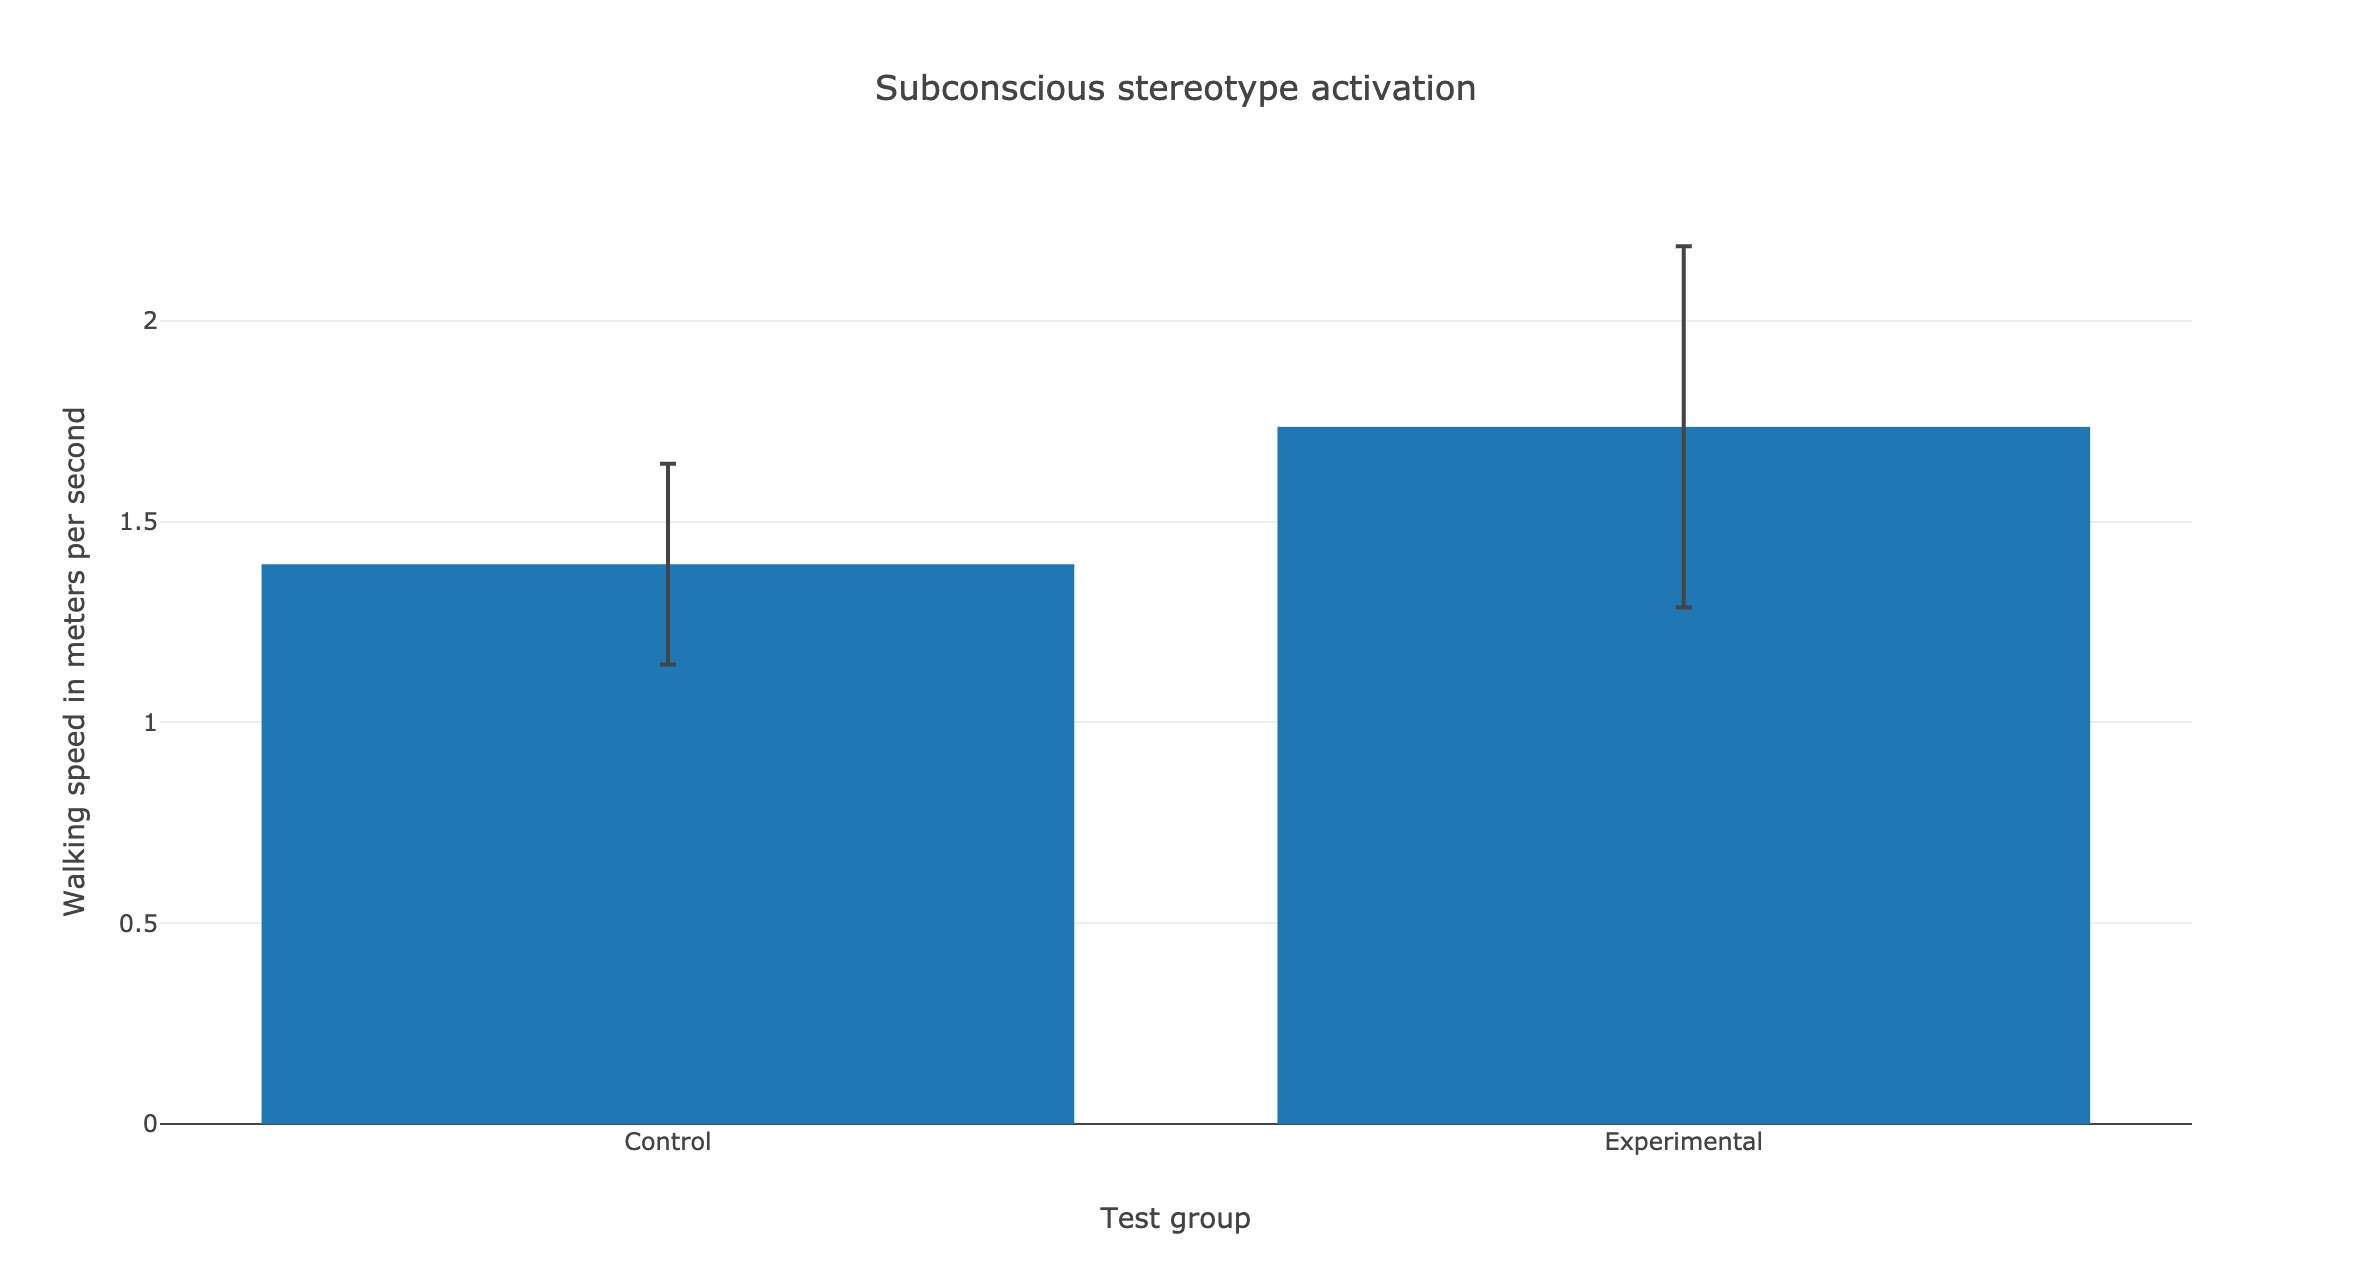 Subconscious stereotype activation
Walking speed in meters per second
2
1.5
1
0.5
0
Control
Experimental
Test group